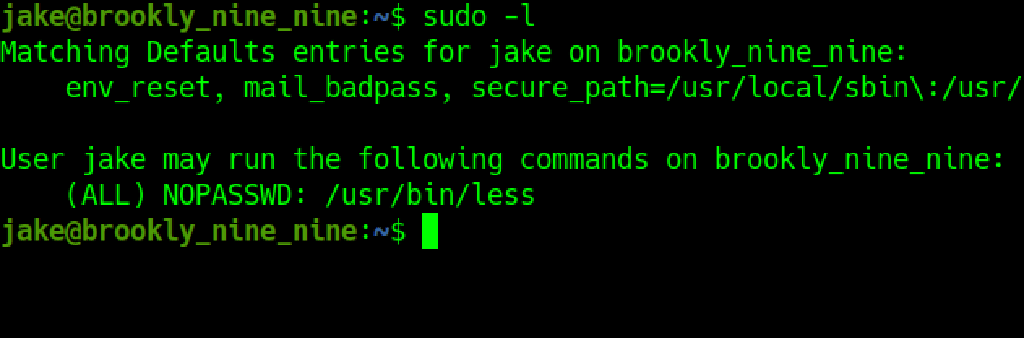 jake@brookly_nine_nine:~$ sudo -l
Matching Defaults entries for jake on brookly_nine_nine:
    env_reset, mail_badpass, secure_path=/usr/local/sbin\:/usr/
User jake may run the following commands on brookly_nine_nine:
    (ALL) NOPASSWD: /usr/bin/less
jake@brookly_nine_nine:~$